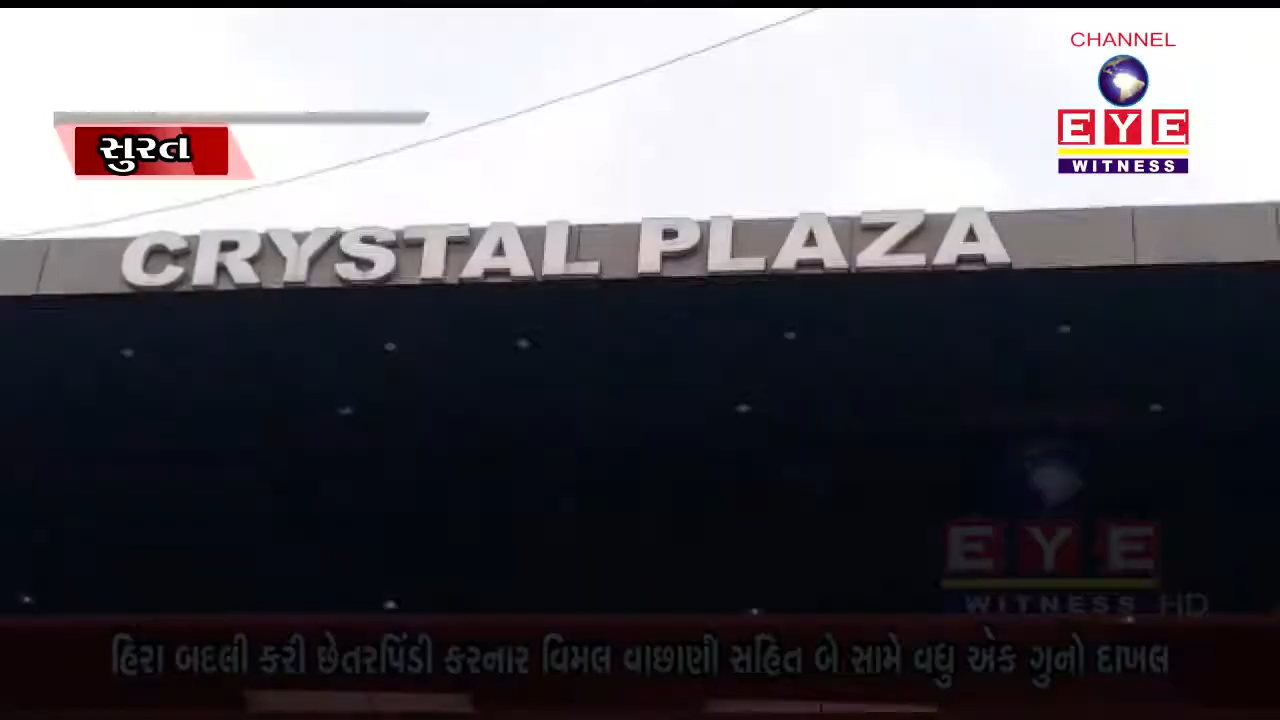 CHANNEL
EYE
WITNESS
સુરત
CRYSTAL PLAZA
EYE
WITNESS HD
હિરા બદલી કરી છેતરપિંડી કરનાર વિમલ વાછાણી સહિત બે સામે વધુ એક ગુનો દાખલ